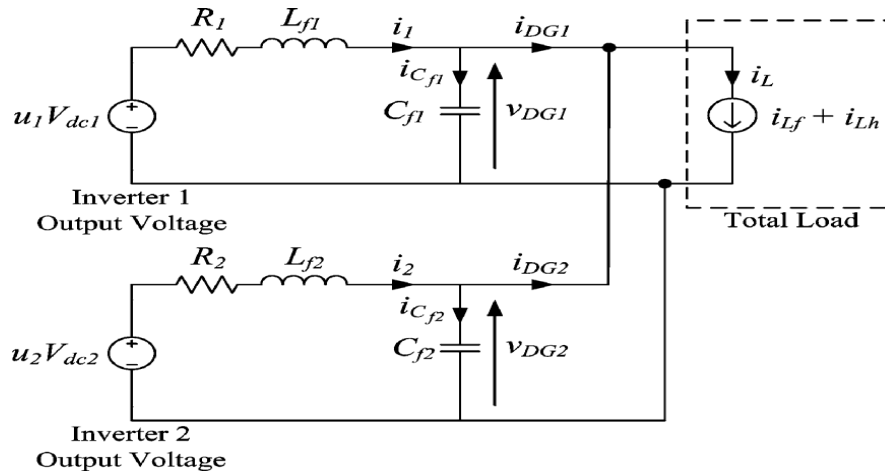 R1 Lf1 i1 iDG1
iCf1 iL
u1Vdc1 + − Cf1 vDG1 iLf + iLh
Inverter 1
Output Voltage
Total Load
R2 Lf2 i2 iDG2
iCf2
u2Vdc2 + − Cf2 vDG2
Inverter 2
Output Voltage